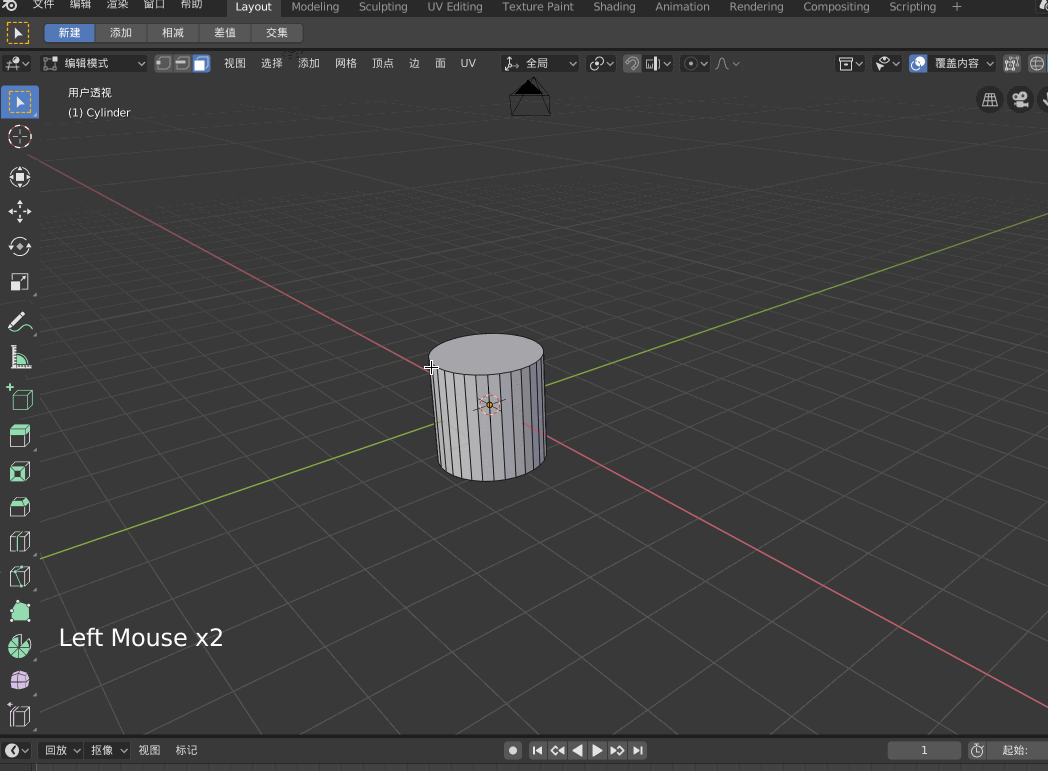 文件 编辑 渲染 窗口 帮助 Layout Modeling Sculpting UV Editing Texture Paint Shading Animation Rendering Compositing Scripting +
新建 添加 相减 差值 交集
编辑模式 视图 选择 添加 网格 顶点 边 面 UV 全局 覆盖内容
用户透视
(1) Cylinder
Left Mouse x2
回放 抠像 视图 标记 1 起始: